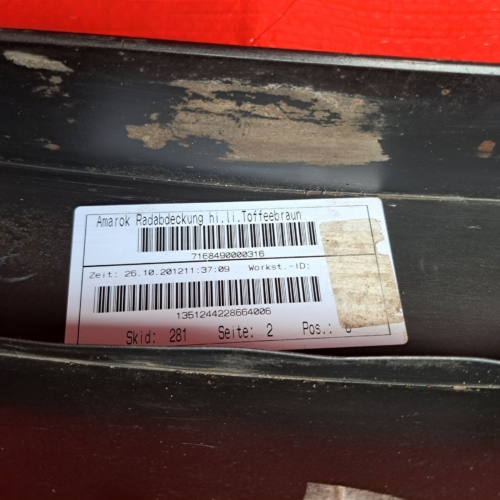 Amarok Radabdeckung hi.li.Toffeebraun
7168490000316
Zeit: 26.10.201211:37:09 Workst.-ID:
1351244228664006
Skid: 281 Seite: 2 Pos.: